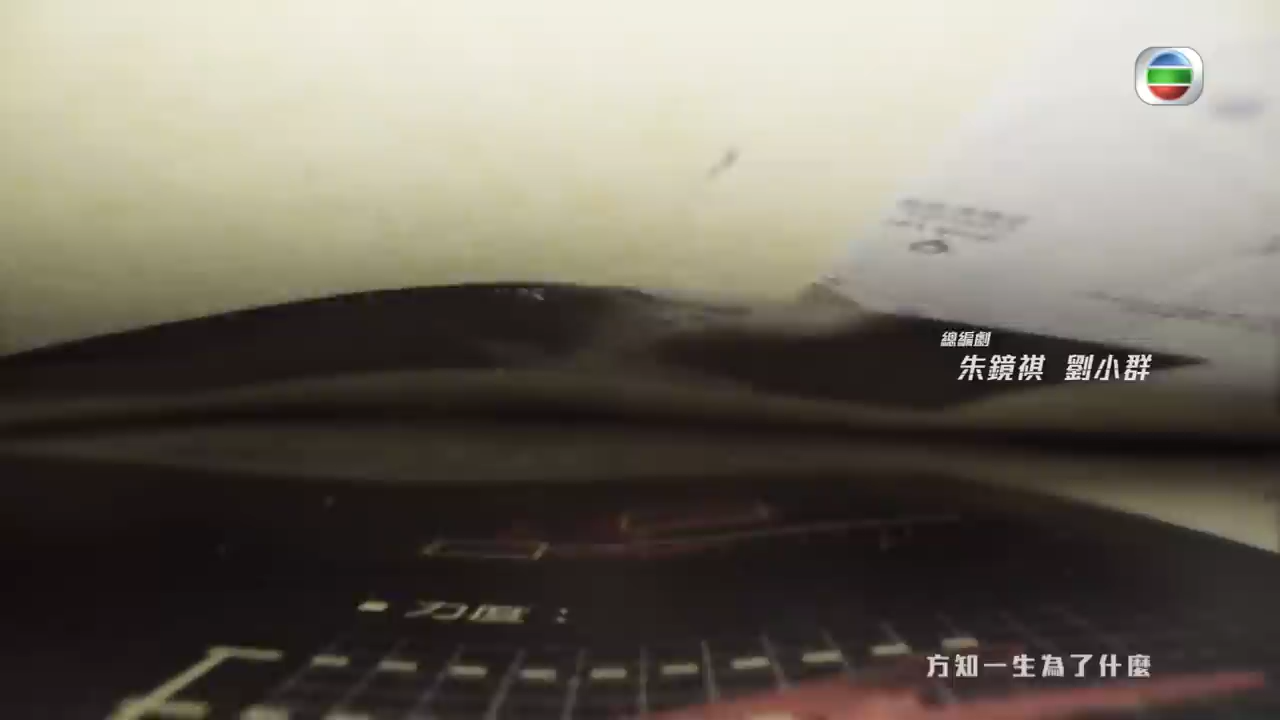 總編劇
朱鏡祺 劉小群
力度：
方知一生為了什麼